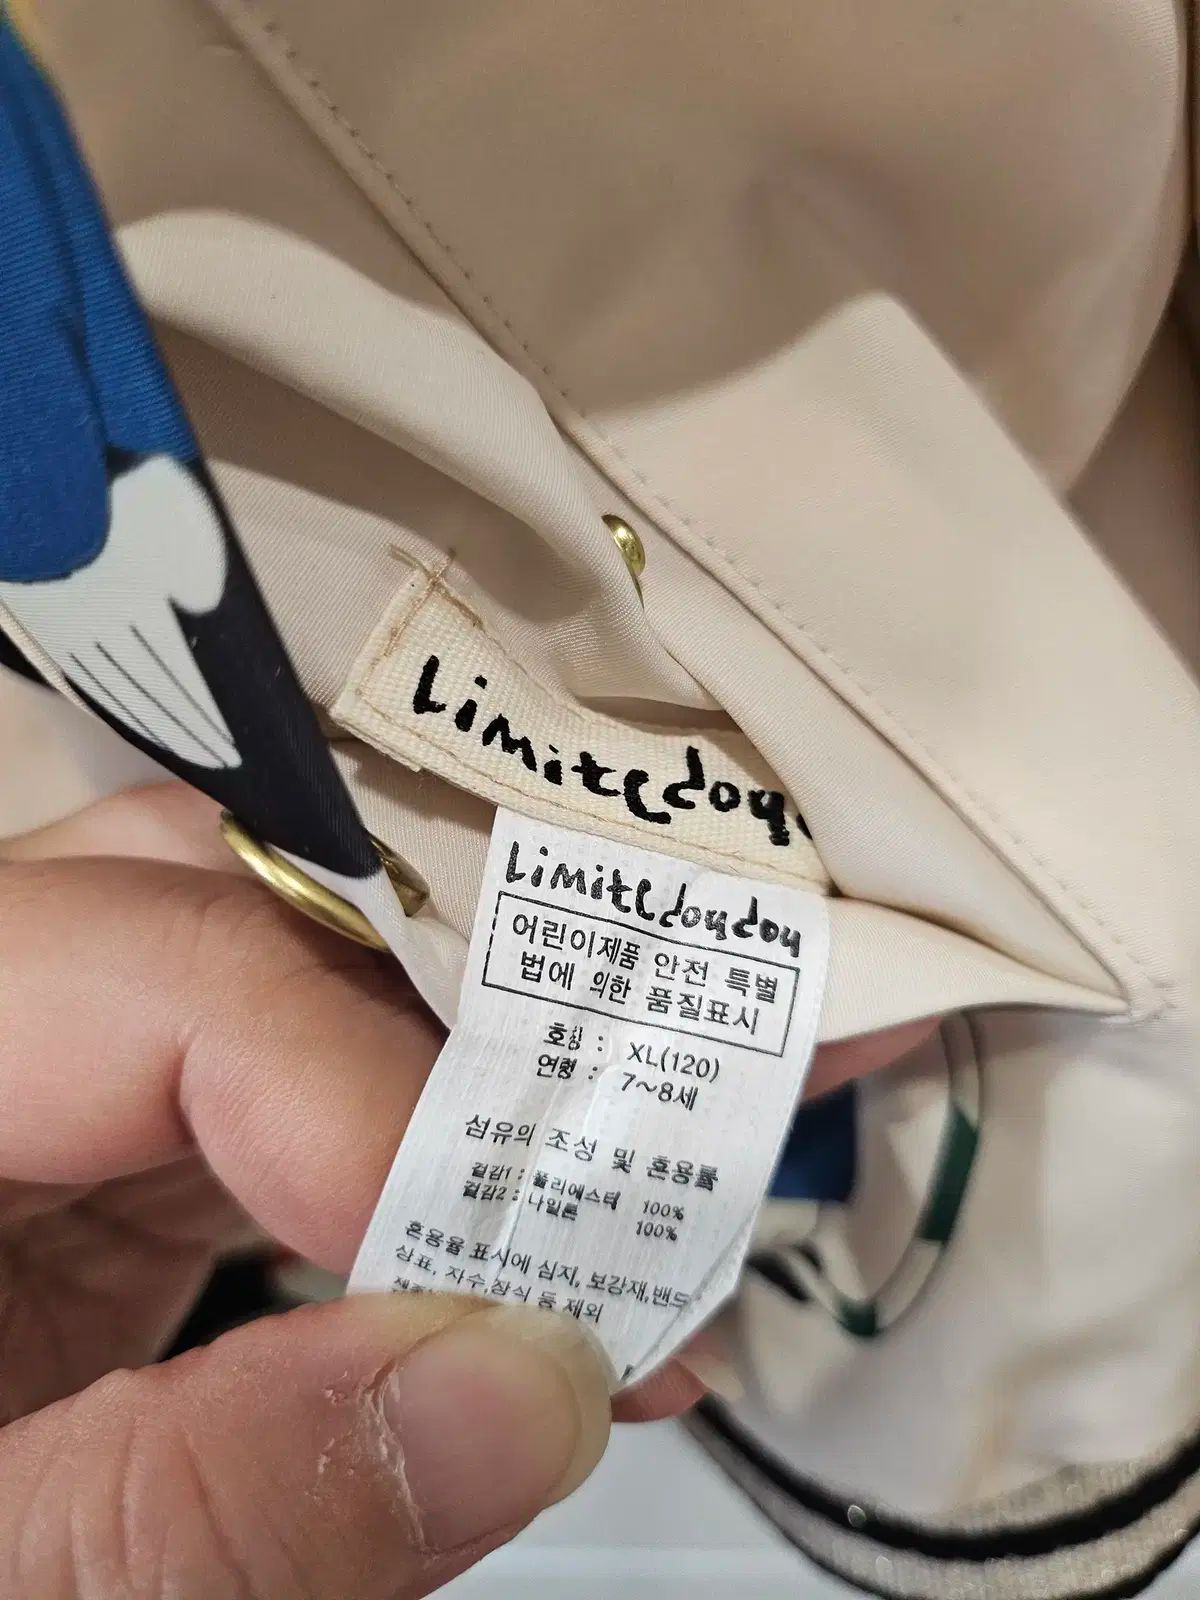 Limitedoudou
Limitedoudou
어린이제품 안전 특별
법에 의한 품질표시
호칭 : XL(120)
연령 : 7~8세
섬유의 조성 및 혼용률
겉감1 : 폴리에스터 100%
겉감2 : 나일론 100%
혼용율 표시에 심지, 보강재,밴드
상표, 자수,장식 등 제외